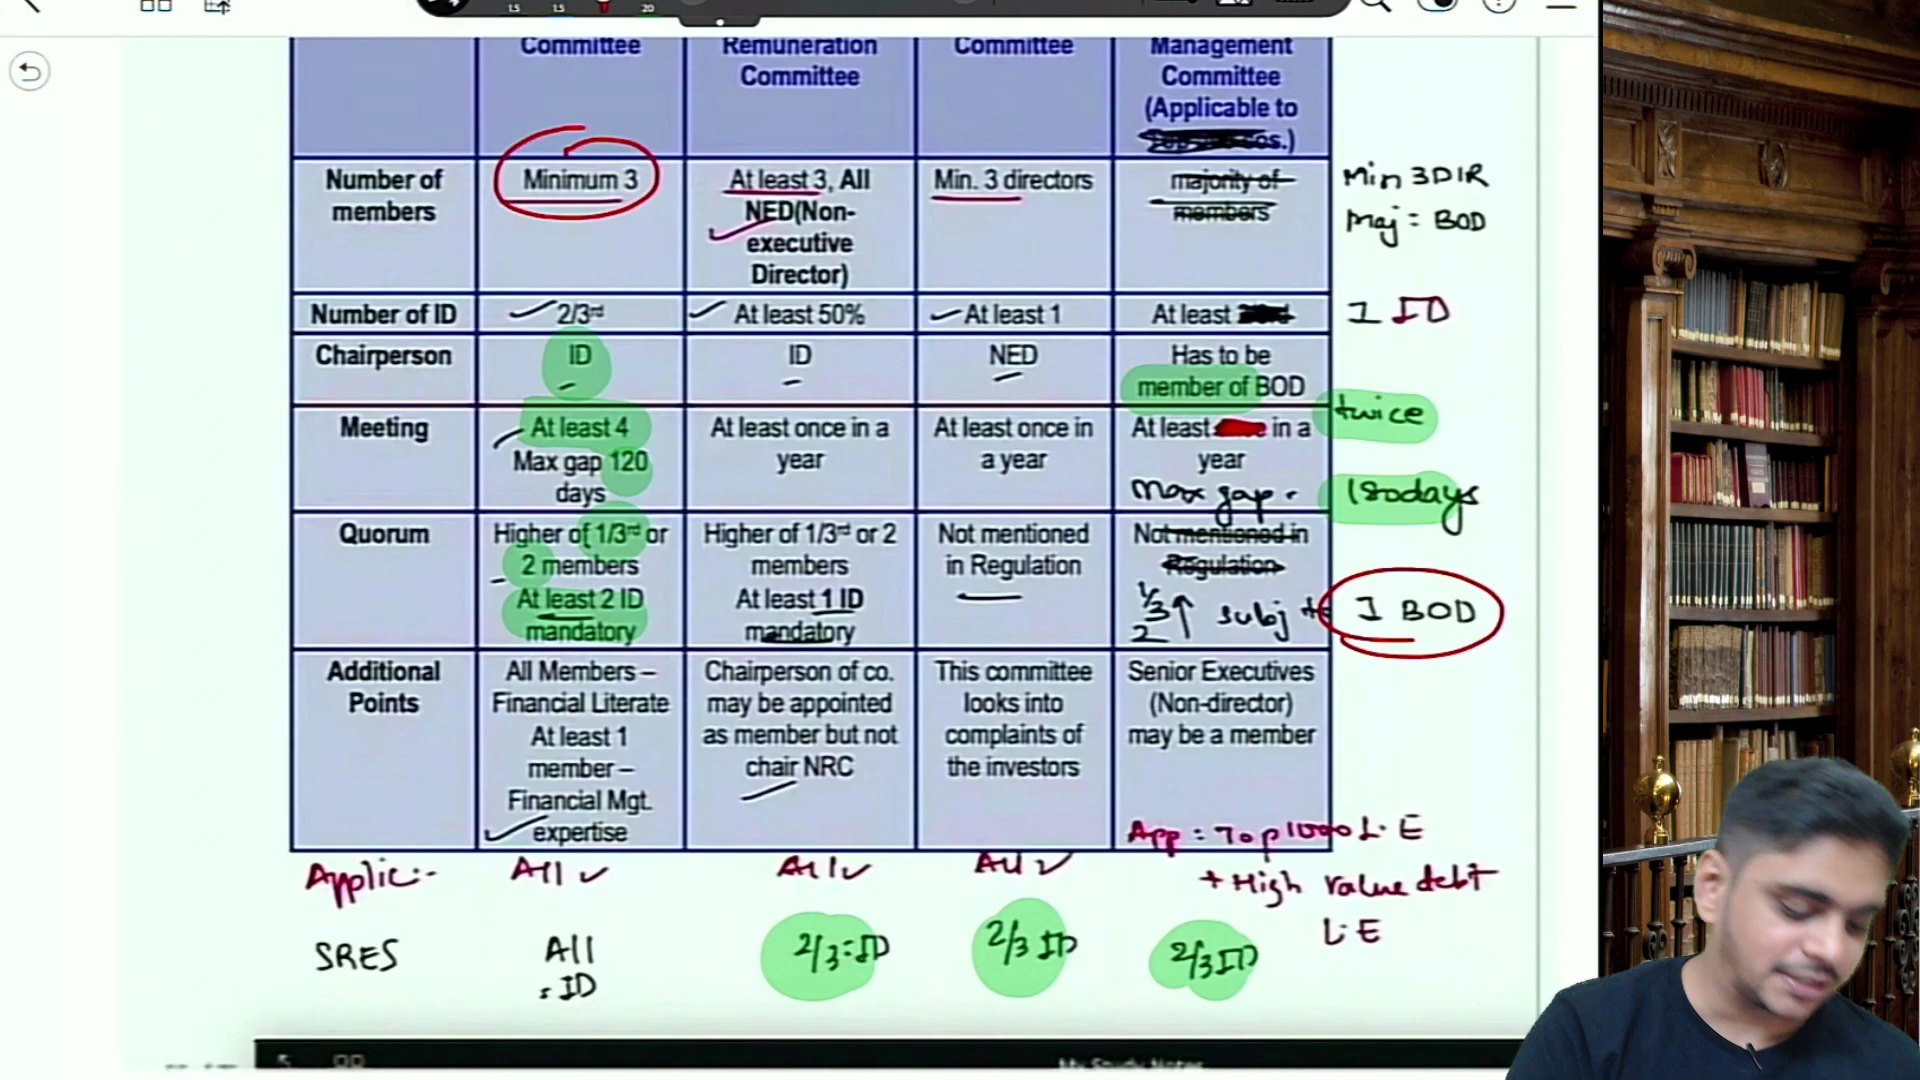 15 15 20
Committee Remuneration Committee Committee Management Committee (Applicable to
cos.)
Number of members
Minimum 3
At least 3, All NED(Non-executive Director)
Min. 3 directors
majority of members
Min 3DIR
Maj : BOD
Number of ID
2/3rd
At least 50%
At least 1
At least
1 ID
Chairperson
ID
ID
NED
Has to be member of BOD
Meeting
At least 4
Max gap 120
days
At least once in a
year
At least once in
a year
At least in a
year
Max gap -
twice
180days
Quorum
Higher of 1/3rd or
2 members
At least 2 ID
mandatory
Higher of 1/3rd or 2
members
At least 1 ID
mandatory
Not mentioned
in Regulation
Not mentioned in
Regulation
1/3
2 ↑ subj to
1 BOD
Additional
Points
All Members –
Financial Literate
At least 1
member –
Financial Mgt.
expertise
Chairperson of co.
may be appointed
as member but not
chair NRC
This committee
looks into
complaints of
the investors
Senior Executives
(Non-director)
may be a member
App : Top 1000 L.E
+ High value debt
L.E
Applic:- All ✓ All ✓ All ✓
SRES
All
: ID
2/3 = ID
2/3 ID
2/3 ID
My Study Notes